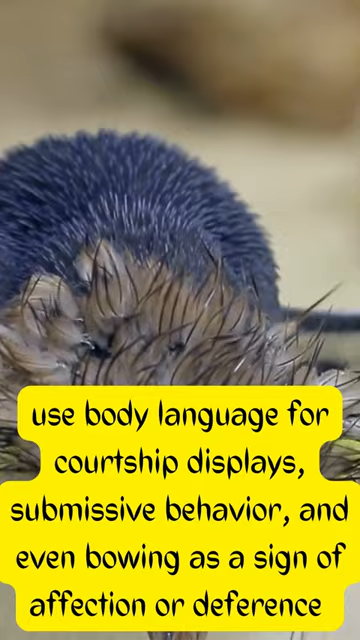 use body language for
courtship displays,
submissive behavior, and
even bowing as a sign of
affection or deference